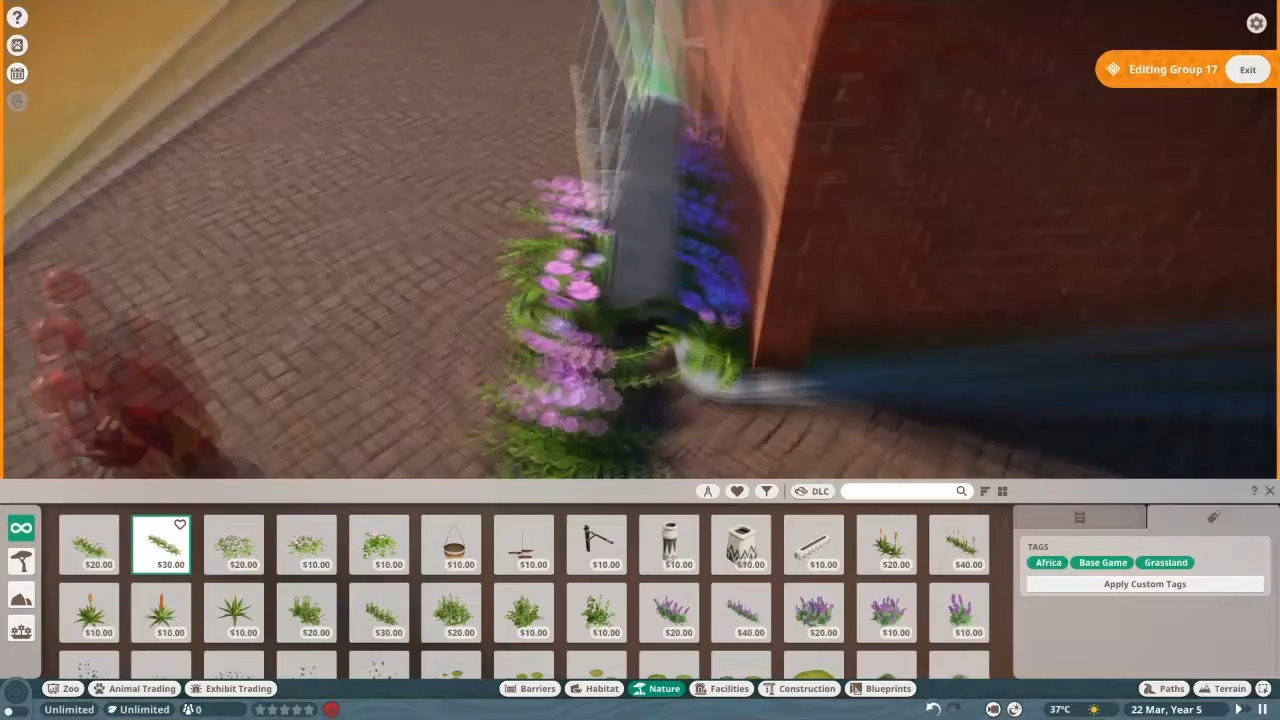 ?
Editing Group 17 Exit
DLC
?
$20.00 $30.00 $20.00 $10.00 $10.00 $10.00 $10.00 $10.00 $10.00 $10.00 $10.00 $20.00 $40.00
$10.00 $10.00 $10.00 $20.00 $30.00 $20.00 $10.00 $10.00 $20.00 $40.00 $20.00 $10.00 $10.00
TAGS
Africa Base Game Grassland
Apply Custom Tags
Zoo Animal Trading Exhibit Trading Barriers Habitat Nature Facilities Construction Blueprints Paths Terrain
Unlimited Unlimited 0 37°C 22 Mar, Year 5